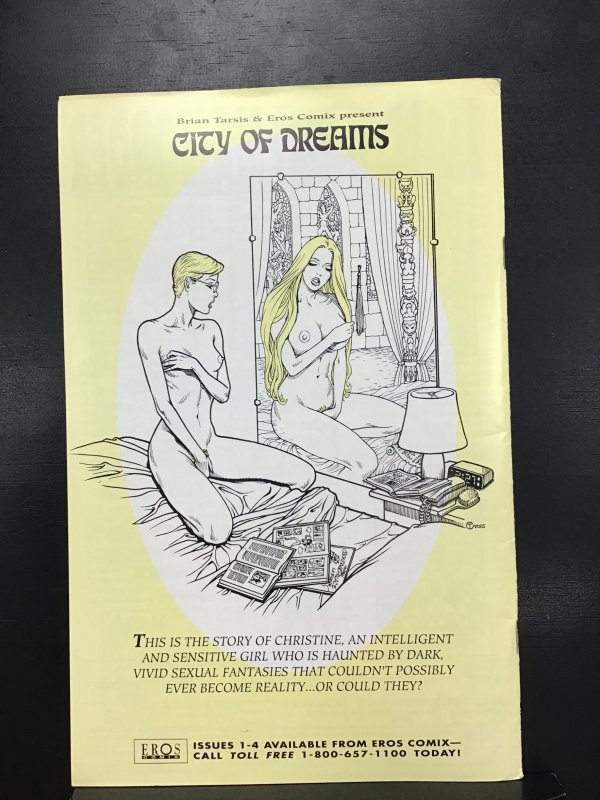 Brian Tarsis & Eros Comix present
CITY OF DREAMS
TARSIS
THIS IS THE STORY OF CHRISTINE, AN INTELLIGENT
AND SENSITIVE GIRL WHO IS HAUNTED BY DARK,
VIVID SEXUAL FANTASIES THAT COULDN'T POSSIBLY
EVER BECOME REALITY...OR COULD THEY?
EROS
COMIX
ISSUES 1-4 AVAILABLE FROM EROS COMIX—
CALL TOLL FREE 1-800-657-1100 TODAY!